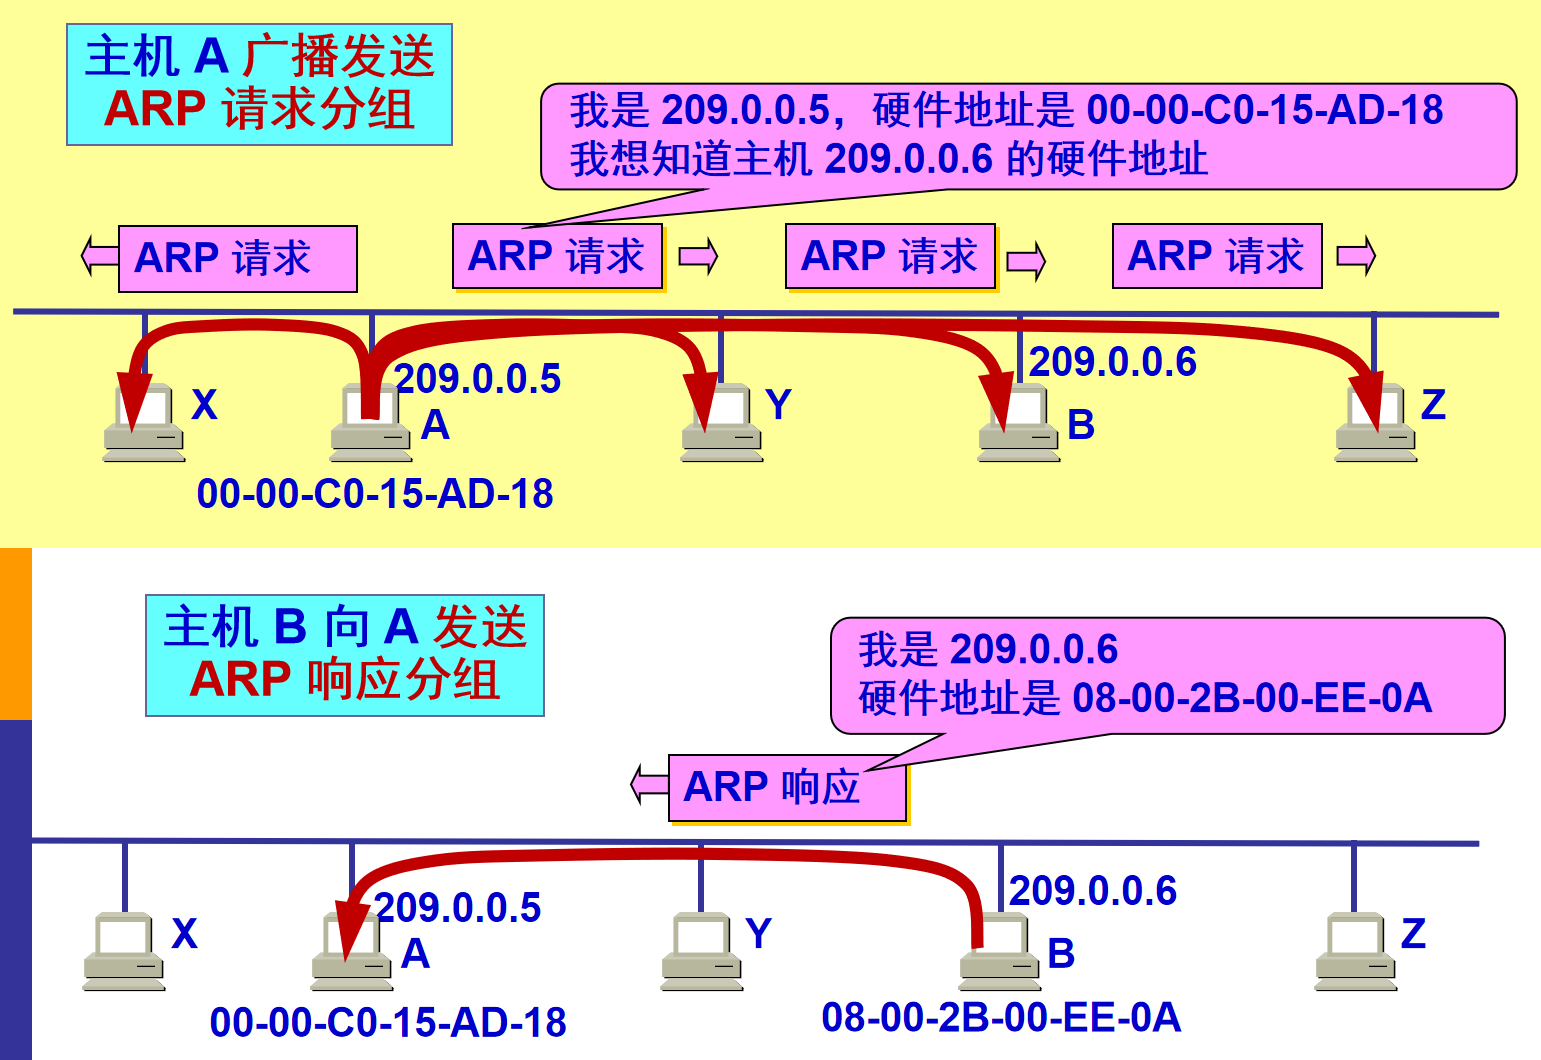 主机 A 广播发送
ARP 请求分组
我是 209.0.0.5，硬件地址是 00-00-C0-15-AD-18
我想知道主机 209.0.0.6 的硬件地址
ARP 请求
ARP 请求
ARP 请求
ARP 请求
209.0.0.5
209.0.0.6
X
A
Y
B
Z
00-00-C0-15-AD-18
主机 B 向 A 发送
ARP 响应分组
我是 209.0.0.6
硬件地址是 08-00-2B-00-EE-0A
ARP 响应
209.0.0.5
209.0.0.6
X
A
Y
B
Z
00-00-C0-15-AD-18
08-00-2B-00-EE-0A